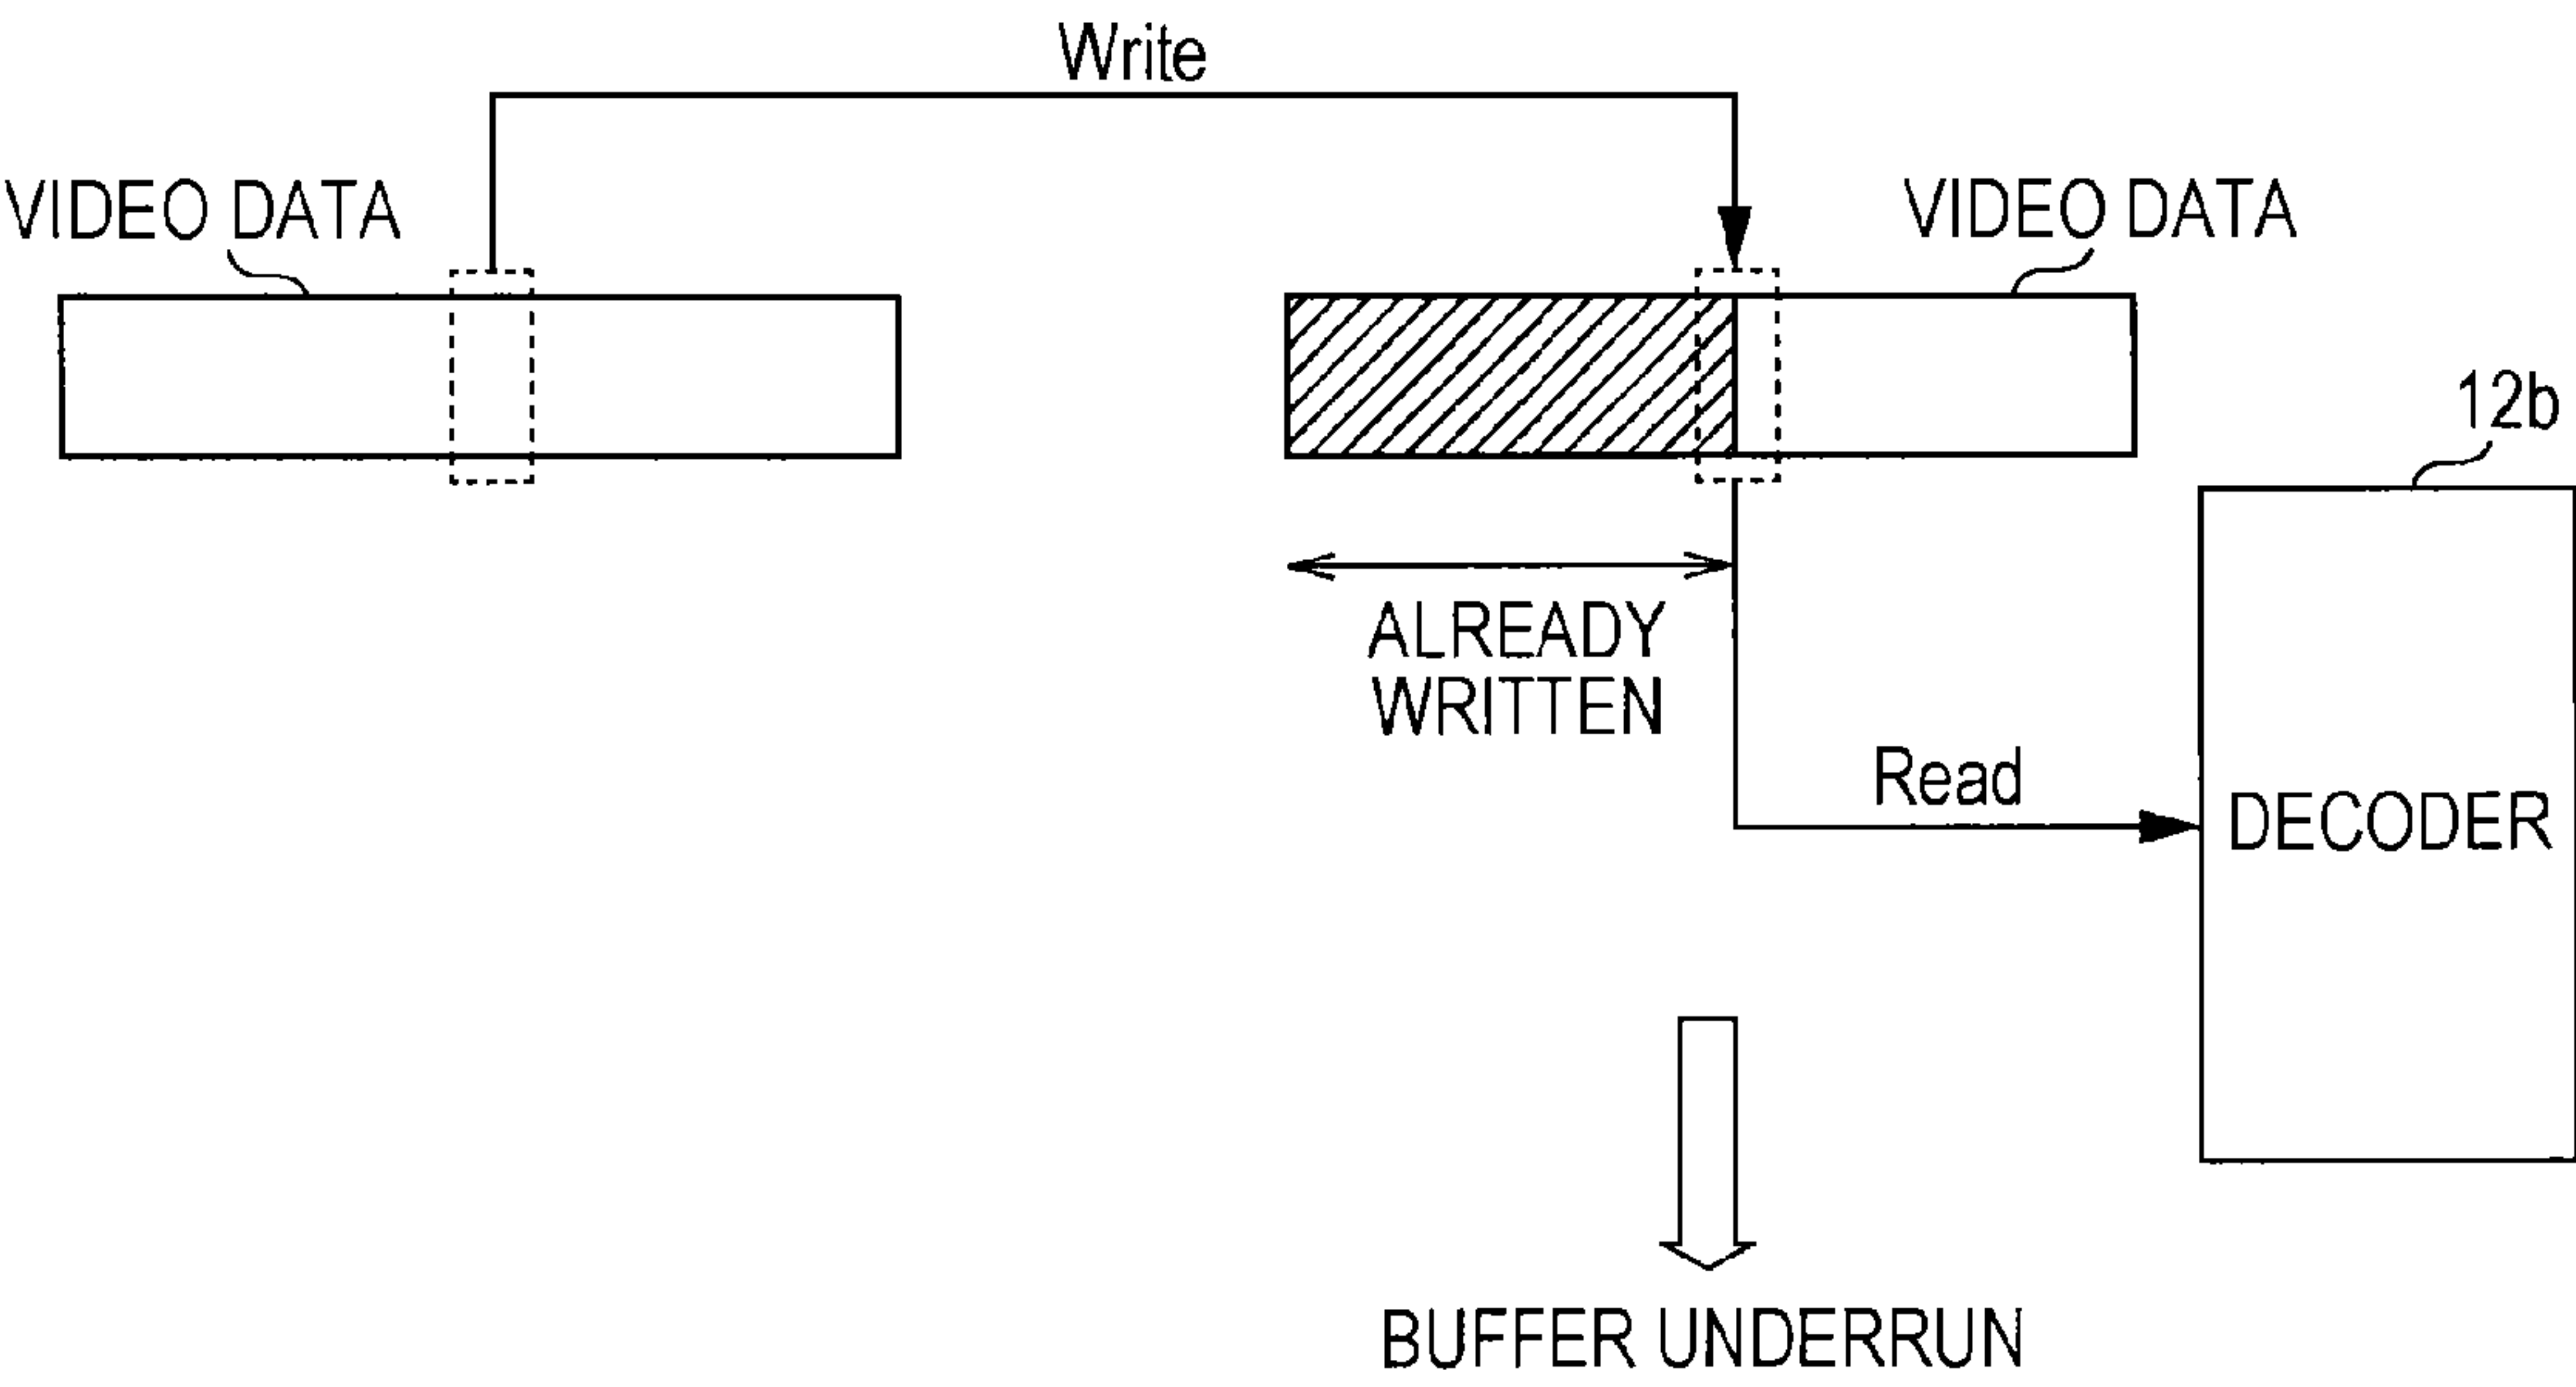 Write
VIDEO DATA
VIDEO DATA
12b
ALREADY
WRITTEN
Read
DECODER
BUFFER UNDERRUN